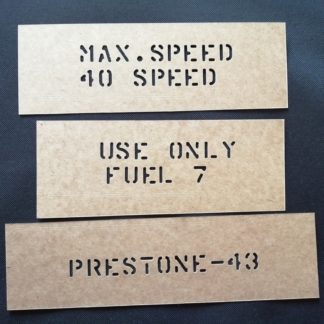 MAX.SPEED
40 SPEED
USE ONLY
FUEL 7
PRESTONE-43